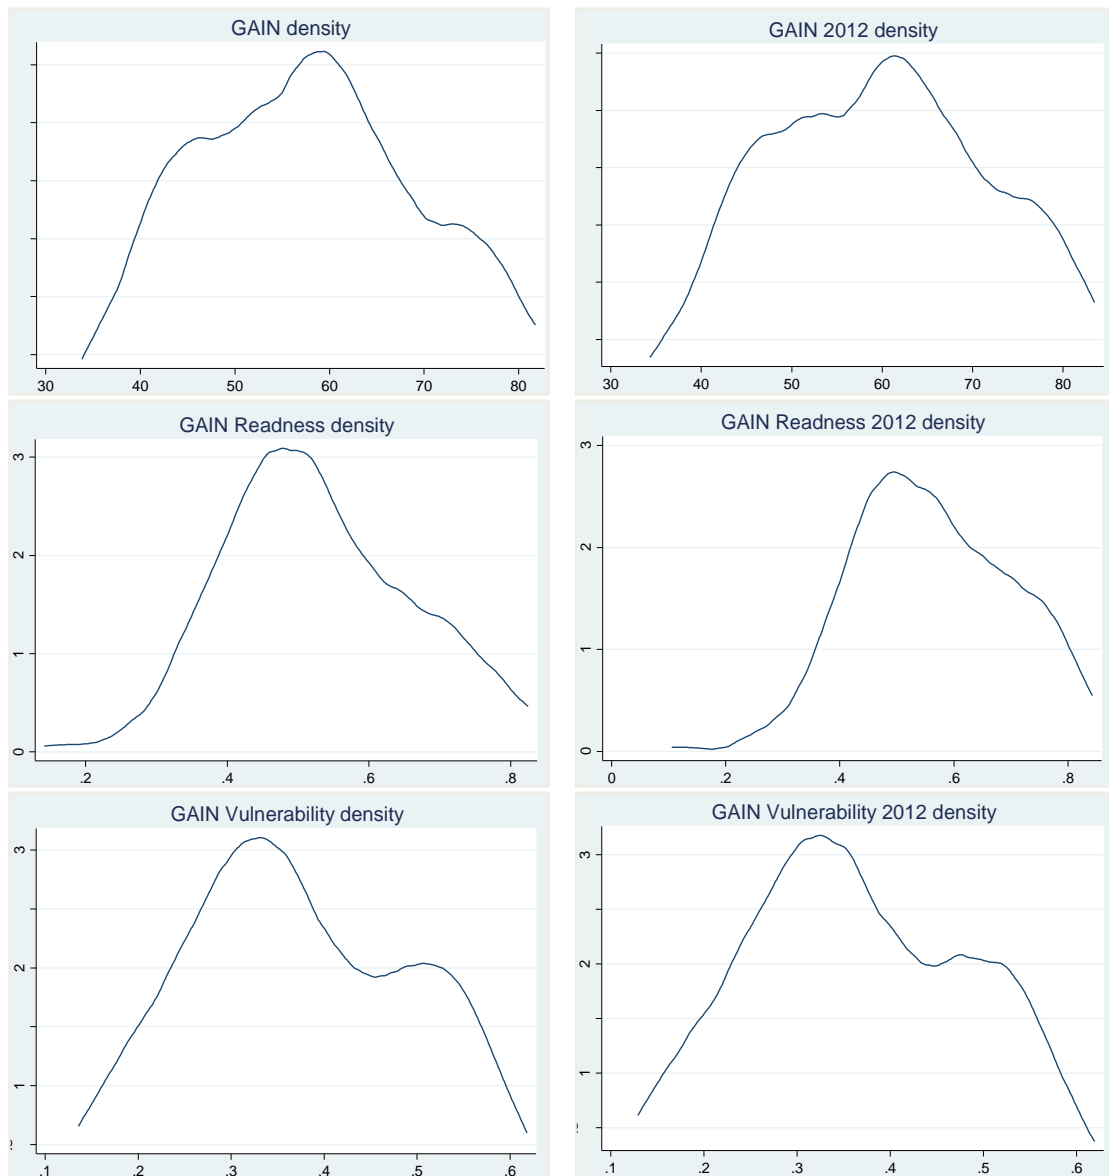 GAIN density
30 40 50 60 70 80
GAIN 2012 density
30 40 50 60 70 80
GAIN Readness density
3
2
1
0
.2 .4 .6 .8
GAIN Readness 2012 density
3
2
1
0
0 .2 .4 .6 .8
GAIN Vulnerability density
3
2
1
.1 .2 .3 .4 .5 .6
GAIN Vulnerability 2012 density
3
2
1
.1 .2 .3 .4 .5 .6